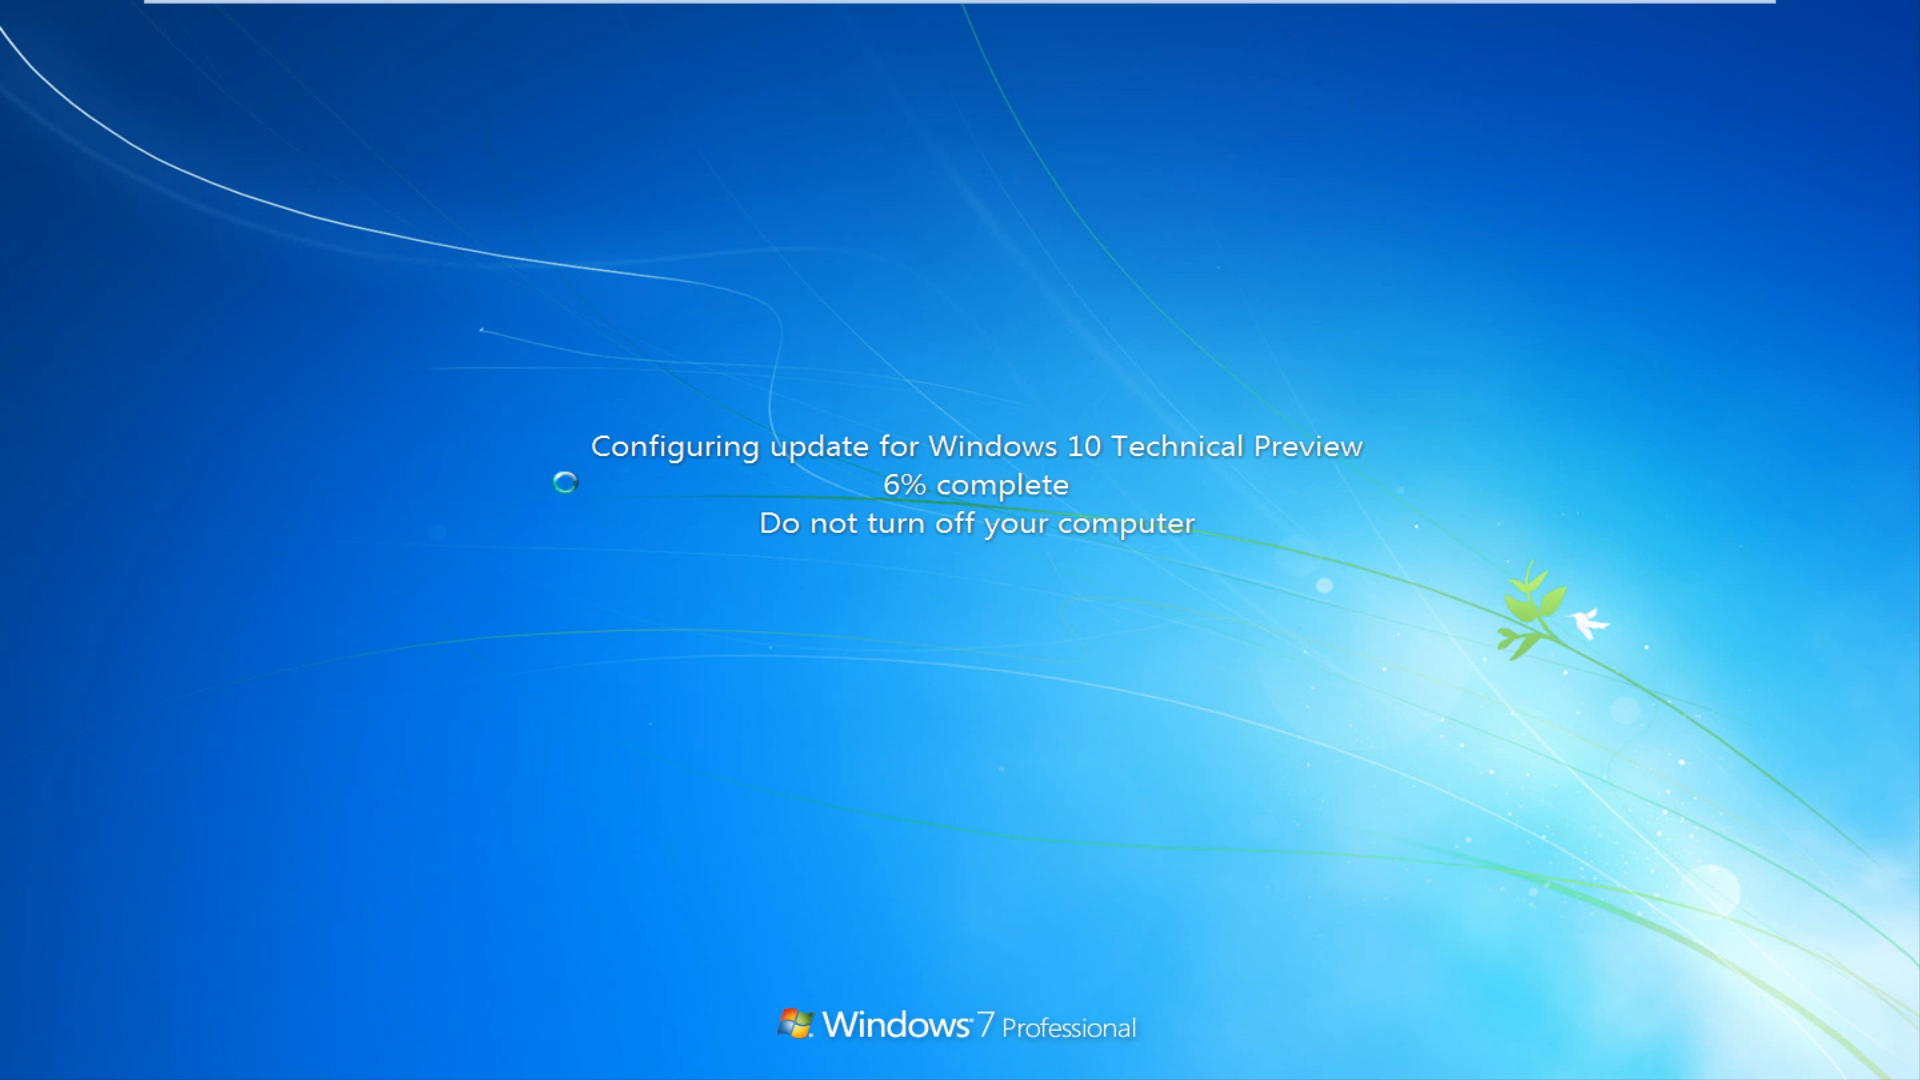 Configuring update for Windows 10 Technical Preview
6% complete
Do not turn off your computer
Windows 7 Professional